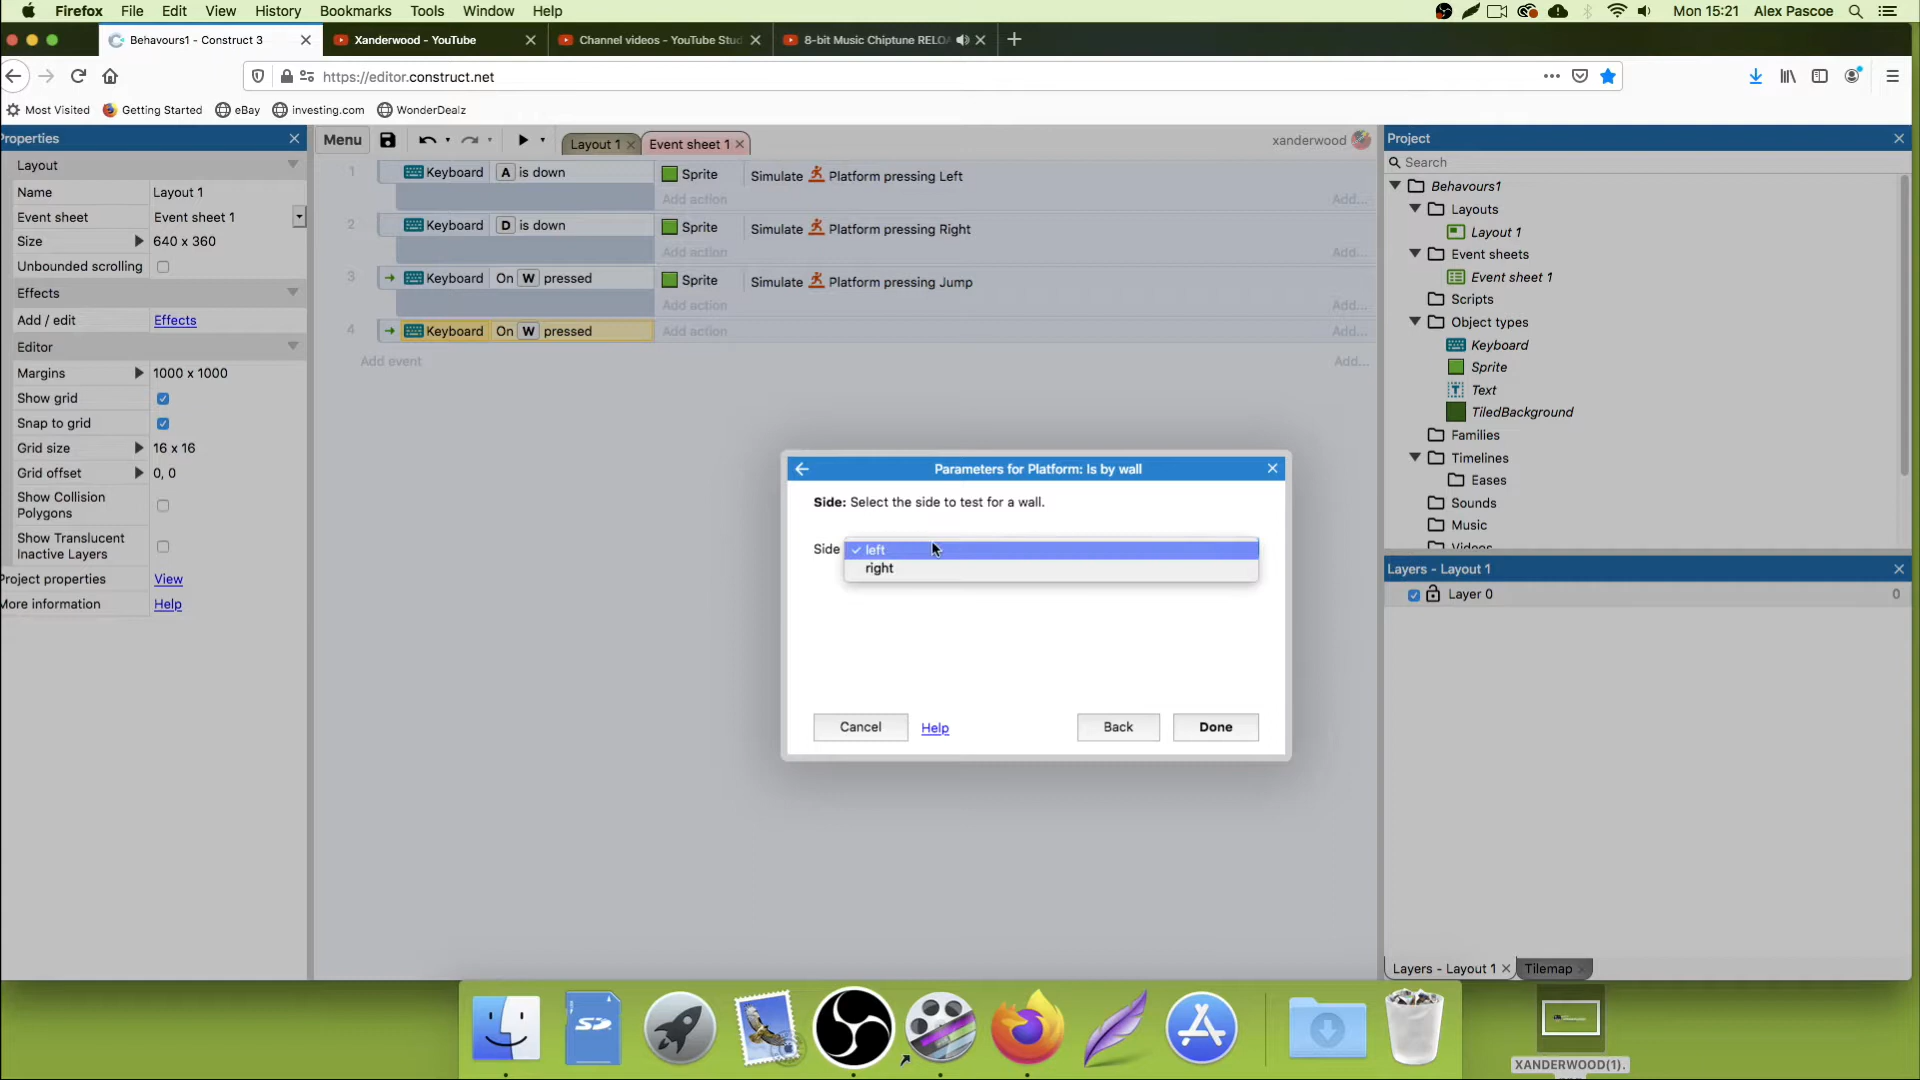 Firefox File Edit View History Bookmarks Tools Window Help Mon 15:21 Alex Pascoe
Behavours1 - Construct 3 Xanderwood - YouTube Channel videos - YouTube Stud 8-bit Music Chiptune RELOA
https://editor.construct.net
Most Visited Getting Started eBay investing.com WonderDealz
Properties
Layout
Name Layout 1
Event sheet Event sheet 1
Size 640 x 360
Unbounded scrolling
Effects
Add / edit Effects
Editor
Margins 1000 x 1000
Show grid
Snap to grid
Grid size 16 x 16
Grid offset 0, 0
Show Collision
Polygons
Show Translucent
Inactive Layers
Project properties View
More information Help
Menu Layout 1 Event sheet 1 xanderwood
1 Keyboard A is down Sprite Simulate Platform pressing Left
Add action Add...
2 Keyboard D is down Sprite Simulate Platform pressing Right
Add action Add...
3 Keyboard On W pressed Sprite Simulate Platform pressing Jump
Add action Add...
4 Keyboard On W pressed Add action Add...
Add event Add...
Parameters for Platform: Is by wall
Side: Select the side to test for a wall.
Side left
right
Cancel Help Back Done
Project
Search
Behavours1
Layouts
Layout 1
Event sheets
Event sheet 1
Scripts
Object types
Keyboard
Sprite
Text
TiledBackground
Families
Timelines
Eases
Sounds
Music
Videos
Layers - Layout 1
Layer 0 0
Layers - Layout 1 Tilemap
SD
XANDERWOOD(1).